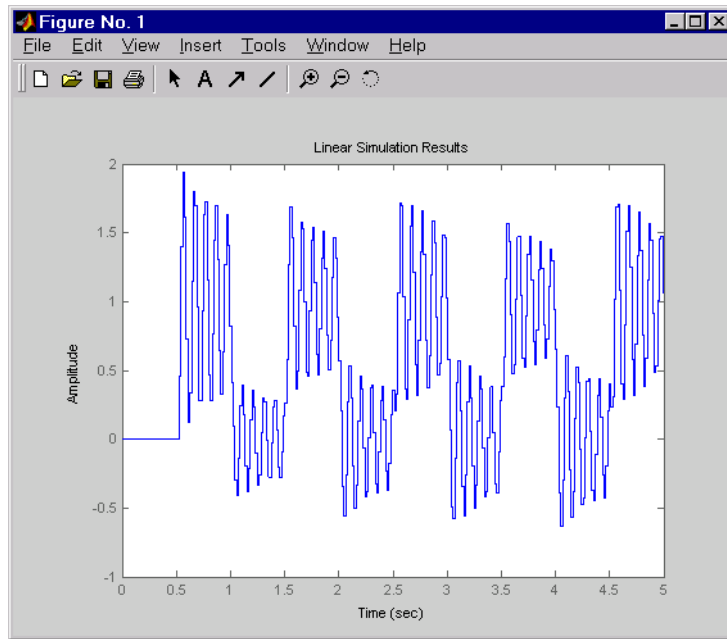 Figure No. 1
File Edit View Insert Tools Window Help
A
Linear Simulation Results
2
1.5
1
0.5
0
-0.5
-1
Amplitude
0 0.5 1 1.5 2 2.5 3 3.5 4 4.5 5
Time (sec)